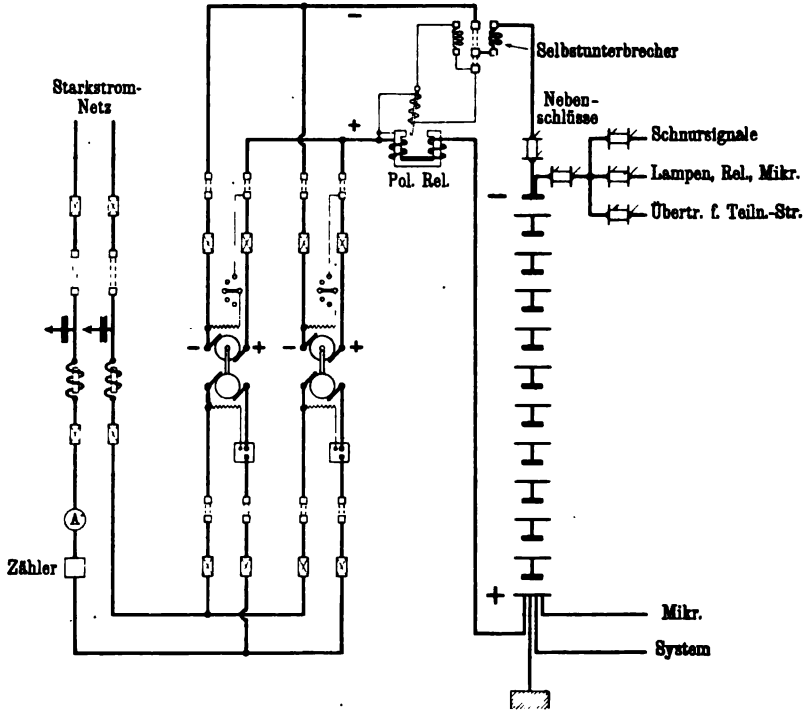 Starkstrom-
Netz
−
Selbstunterbrecher
+
Neben-
schlüsse
Schnursignale
Pol. Rel.
−
Lampen, Rel., Mikr.
Übertr. f. Teiln.-Str.
− + − +
A
Zähler
+
Mikr.
System